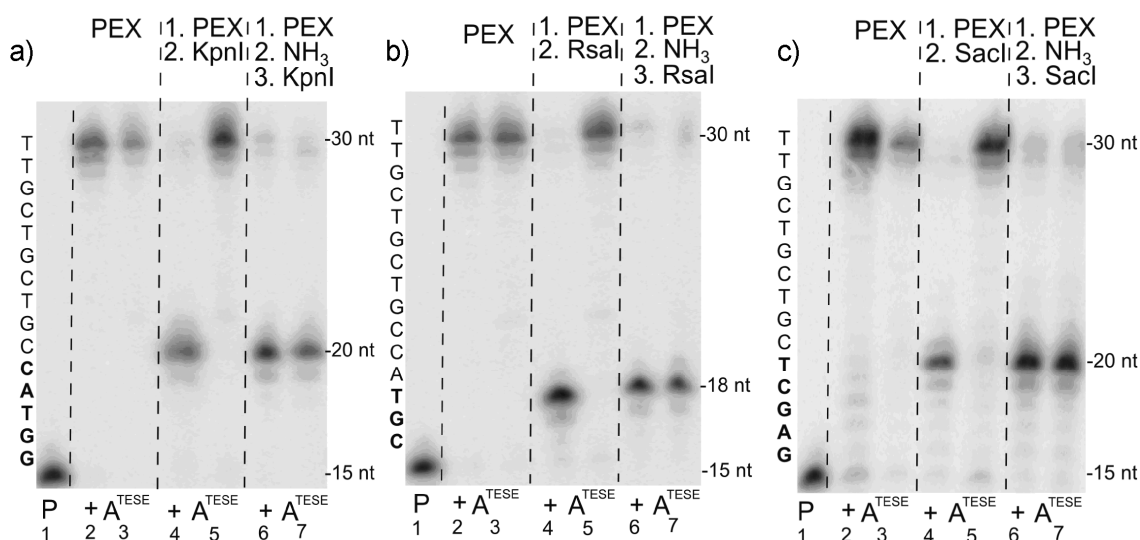 a)
PEX
1. PEX
2. KpnI
1. PEX
2. NH3
3. KpnI
T
T
G
C
T
G
C
T
G
C
C
A
T
G
G
-30 nt
-20 nt
-15 nt
P + A^TESE + A^TESE + A^TESE
1 2 3 4 5 6 7
b)
PEX
1. PEX
2. RsaI
1. PEX
2. NH3
3. RsaI
T
T
G
C
T
G
C
T
G
C
C
A
T
G
C
-30 nt
-18 nt
-15 nt
P + A^TESE + A^TESE + A^TESE
1 2 3 4 5 6 7
c)
PEX
1. PEX
2. SacI
1. PEX
2. NH3
3. SacI
T
T
G
C
T
G
C
T
G
C
T
C
G
A
G
-30 nt
-20 nt
-15 nt
P + A^TESE + A^TESE + A^TESE
1 2 3 4 5 6 7